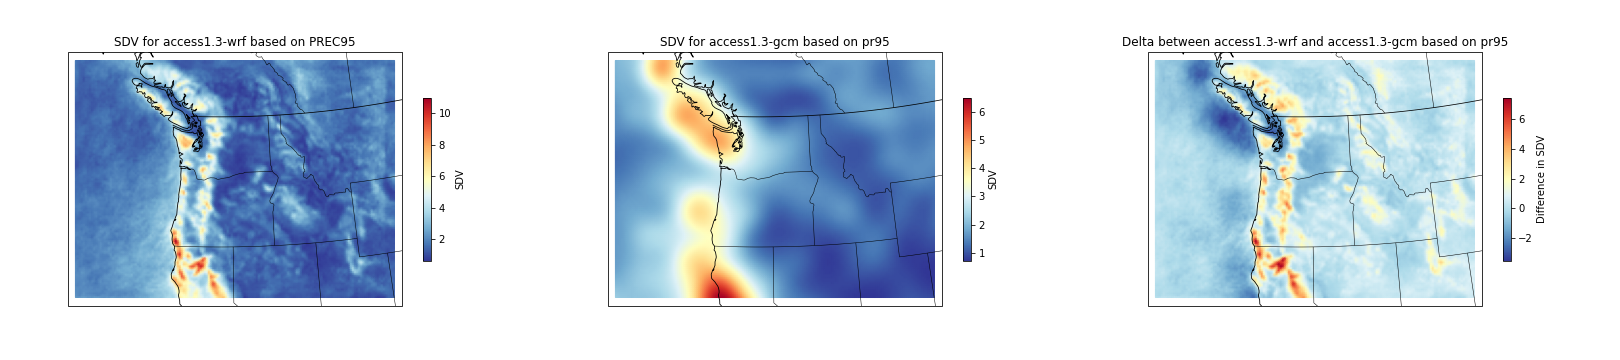 SDV for access1.3-wrf based on PREC95
10
8
6
4
2
SDV
SDV for access1.3-gcm based on pr95
6
5
4
3
2
1
SDV
Delta between access1.3-wrf and access1.3-gcm based on pr95
6
4
2
0
−2
Difference in SDV